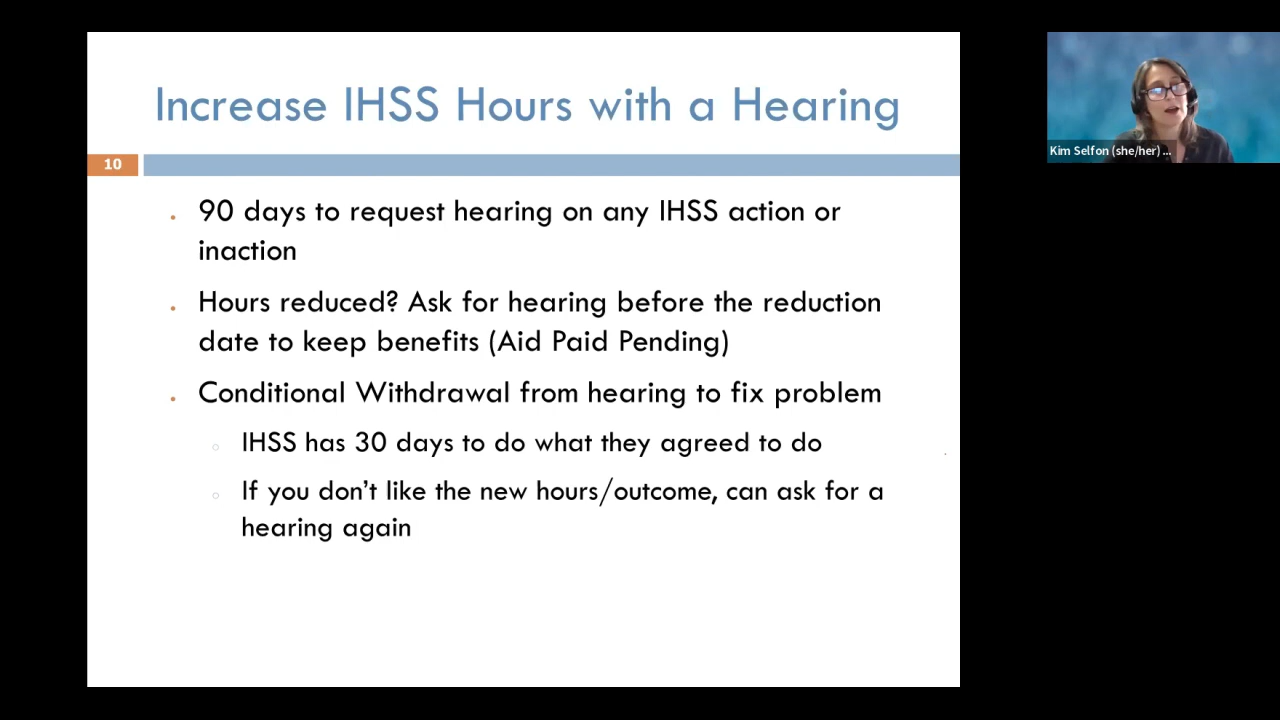 Increase IHSS Hours with a Hearing
10
90 days to request hearing on any IHSS action or
inaction
Hours reduced? Ask for hearing before the reduction
date to keep benefits (Aid Paid Pending)
Conditional Withdrawal from hearing to fix problem
IHSS has 30 days to do what they agreed to do
If you don’t like the new hours/outcome, can ask for a
hearing again
Kim Selfon (she/her) ...